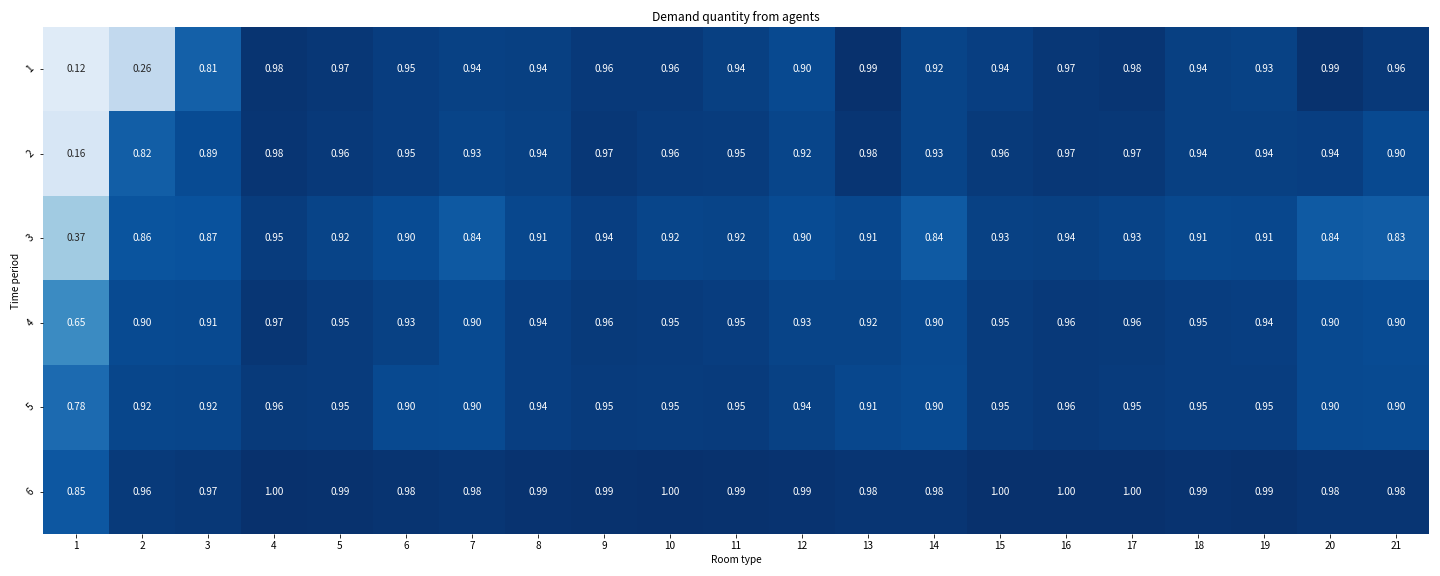 Demand quantity from agents
1 0.12 0.26 0.81 0.98 0.97 0.95 0.94 0.94 0.96 0.96 0.94 0.90 0.99 0.92 0.94 0.97 0.98 0.94 0.93 0.99 0.96
2 0.16 0.82 0.89 0.98 0.96 0.95 0.93 0.94 0.97 0.96 0.95 0.92 0.98 0.93 0.96 0.97 0.97 0.94 0.94 0.94 0.90
3 0.37 0.86 0.87 0.95 0.92 0.90 0.84 0.91 0.94 0.92 0.92 0.90 0.91 0.84 0.93 0.94 0.93 0.91 0.91 0.84 0.83
Time period
4 0.65 0.90 0.91 0.97 0.95 0.93 0.90 0.94 0.96 0.95 0.95 0.93 0.92 0.90 0.95 0.96 0.96 0.95 0.94 0.90 0.90
5 0.78 0.92 0.92 0.96 0.95 0.90 0.90 0.94 0.95 0.95 0.95 0.94 0.91 0.90 0.95 0.96 0.95 0.95 0.95 0.90 0.90
6 0.85 0.96 0.97 1.00 0.99 0.98 0.98 0.99 0.99 1.00 0.99 0.99 0.98 0.98 1.00 1.00 1.00 0.99 0.99 0.98 0.98
1 2 3 4 5 6 7 8 9 10 11 12 13 14 15 16 17 18 19 20 21
Room type